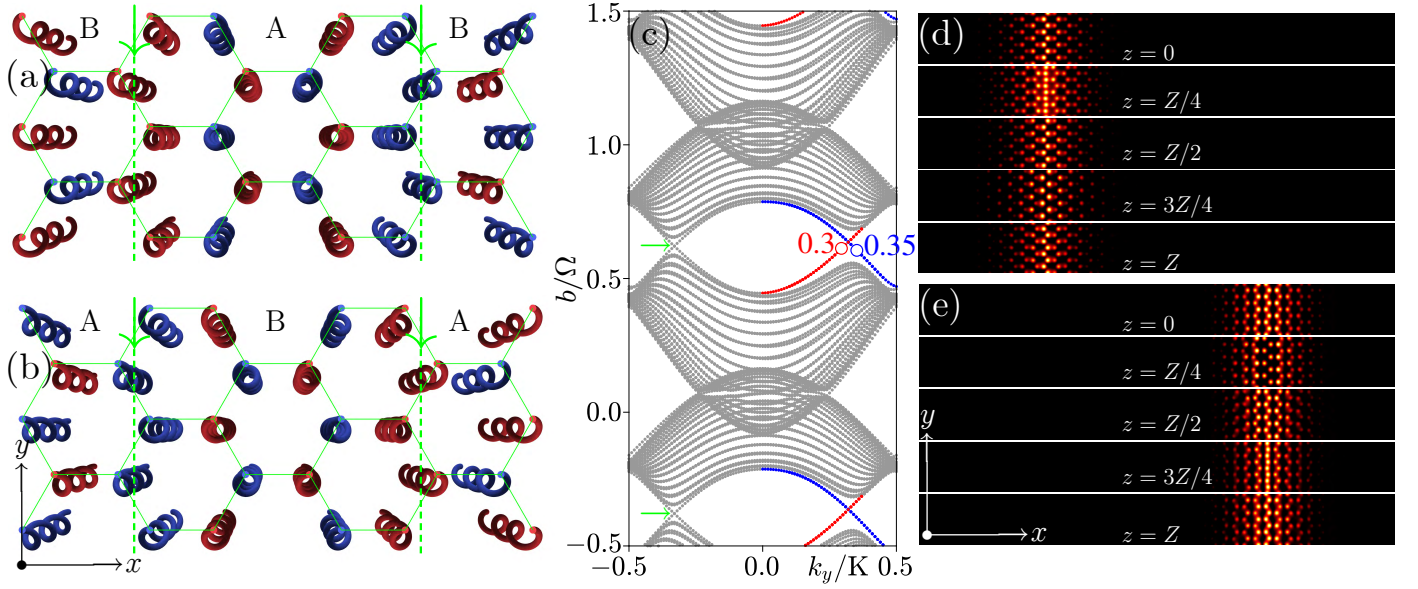 (a)
B
A
B
(b)
A
B
A
y
x
(c)
1.5
1.0
0.5
0.0
−0.5
b/Ω
0.3
0.35
−0.5
0.0
k_y/K
0.5
(d)
z = 0
z = Z/4
z = Z/2
z = 3Z/4
z = Z
(e)
z = 0
z = Z/4
z = Z/2
z = 3Z/4
z = Z
y
x